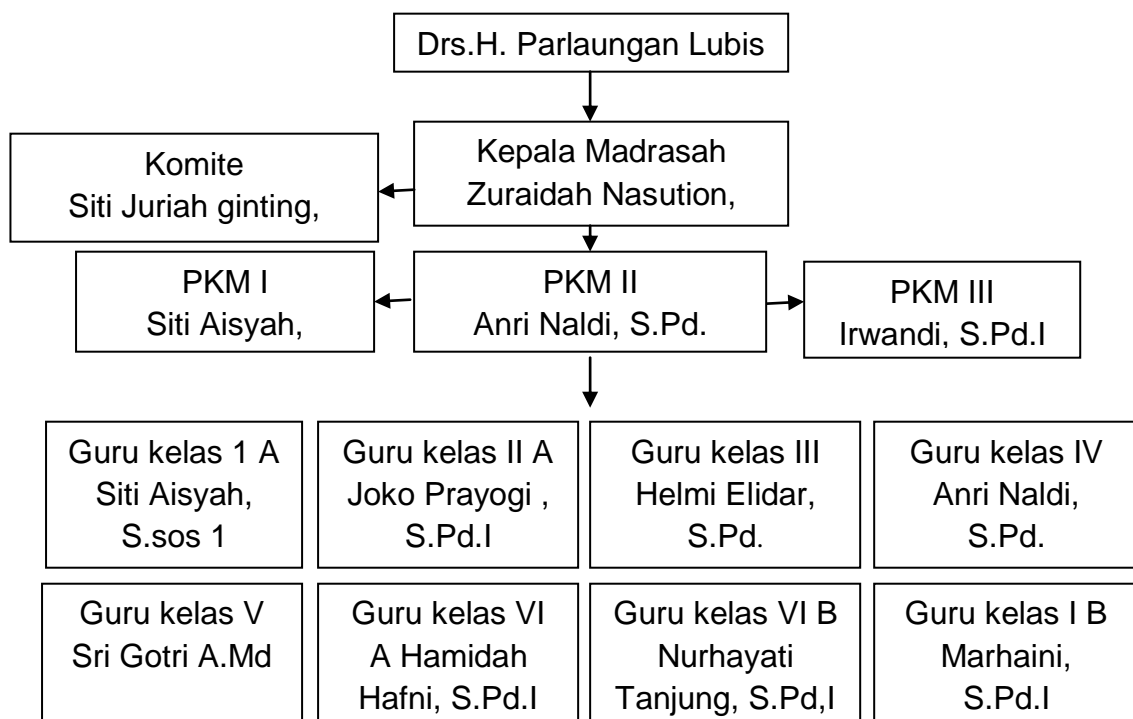 Drs.H. Parlaungan Lubis
Kepala Madrasah
Zuraidah Nasution,
Komite
Siti Juriah ginting,
PKM I
Siti Aisyah,
PKM II
Anri Naldi, S.Pd.
PKM III
Irwandi, S.Pd.I
Guru kelas 1 A
Siti Aisyah,
S.sos 1
Guru kelas II A
Joko Prayogi ,
S.Pd.I
Guru kelas III
Helmi Elidar,
S.Pd.
Guru kelas IV
Anri Naldi,
S.Pd.
Guru kelas V
Sri Gotri A.Md
Guru kelas VI
A Hamidah
Hafni, S.Pd.I
Guru kelas VI B
Nurhayati
Tanjung, S.Pd,I
Guru kelas I B
Marhaini,
S.Pd.I